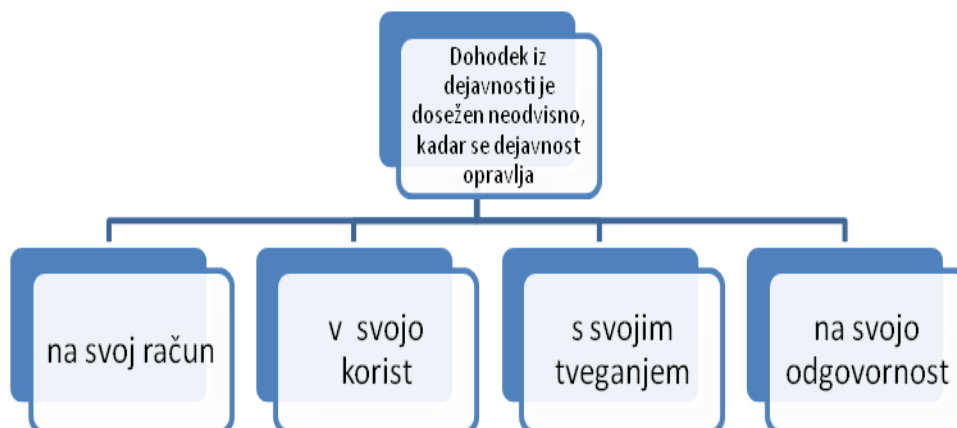 Dohodek iz
dejavnosti je
dosežen neodvisno,
kadar se dejavnost
opravlja
na svoj račun
v svojo
korist
s svojim
tveganjem
na svojo
odgovornost